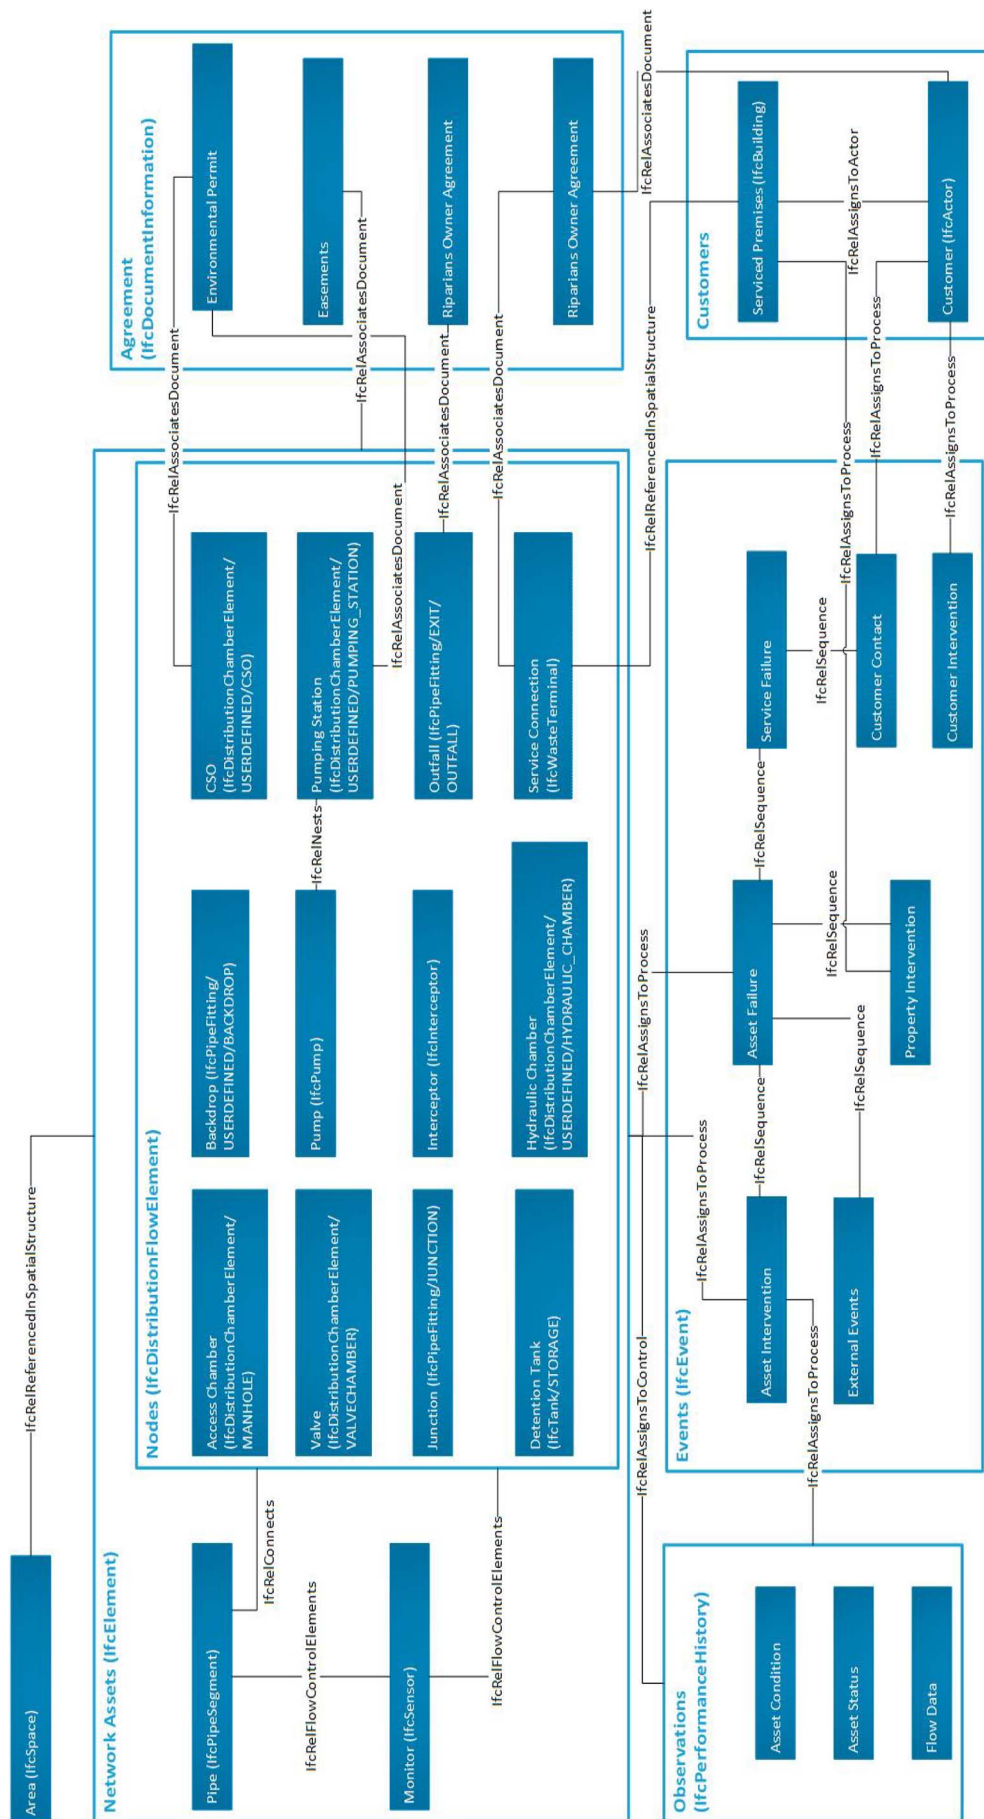 Area (IfcSpace)
IfcRelReferencedInSpatialStructure
Network Assets (IfcElement)
Pipe (IfcPipeSegment)
IfcRelFlowControlElements
Monitor (IfcSensor)
IfcRelConnects
IfcRelFlowControlElements
Nodes (IfcDistributionFlowElement)
Access Chamber
(IfcDistributionChamberElement/
MANHOLE)
Valve
(IfcDistributionChamberElement/
VALVECHAMBER)
Junction (IfcPipeFitting/JUNCTION)
Detention Tank
(IfcTank/STORAGE)
Backdrop (IfcPipeFitting/
USERDEFINED/BACKDROP)
Pump (IfcPump)
Interceptor (IfcInterceptor)
Hydraulic Chamber
(IfcDistributionChamberElement/
USERDEFINED/HYDRAULIC_CHAMBER)
IfcRelNests
CSO
(IfcDistributionChamberElement/
USERDEFINED/CSO)
Pumping Station
(IfcDistributionChamberElement/
USERDEFINED/PUMPING_STATION)
Outfall (IfcPipeFitting/EXIT/
OUTFALL)
Service Connection
(IfcWasteTerminal)
IfcRelAssociatesDocument
IfcRelAssociatesDocument
IfcRelAssociatesDocument
IfcRelAssociatesDocument
IfcRelAssociatesDocument
Agreement
(IfcDocumentInformation)
Environmental Permit
Easements
Riparians Owner Agreement
Riparians Owner Agreement
IfcRelAssociatesDocument
IfcRelReferencedInSpatialStructure
Observations
(IfcPerformanceHistory)
Asset Condition
Asset Status
Flow Data
IfcRelAssignsToControl
IfcRelAssignsToProcess
IfcRelAssignsToProcess
IfcRelAssignsToProcess
Events (IfcEvent)
Asset Intervention
External Events
IfcRelSequence
IfcRelSequence
Asset Failure
Property Intervention
IfcRelSequence
IfcRelSequence
Service Failure
IfcRelSequence
Customer Contact
Customer Intervention
IfcRelAssignsToProcess
IfcRelAssignsToProcess
IfcRelAssignsToProcess
Customers
Serviced Premises (IfcBuilding)
IfcRelAssignsToActor
Customer (IfcActor)